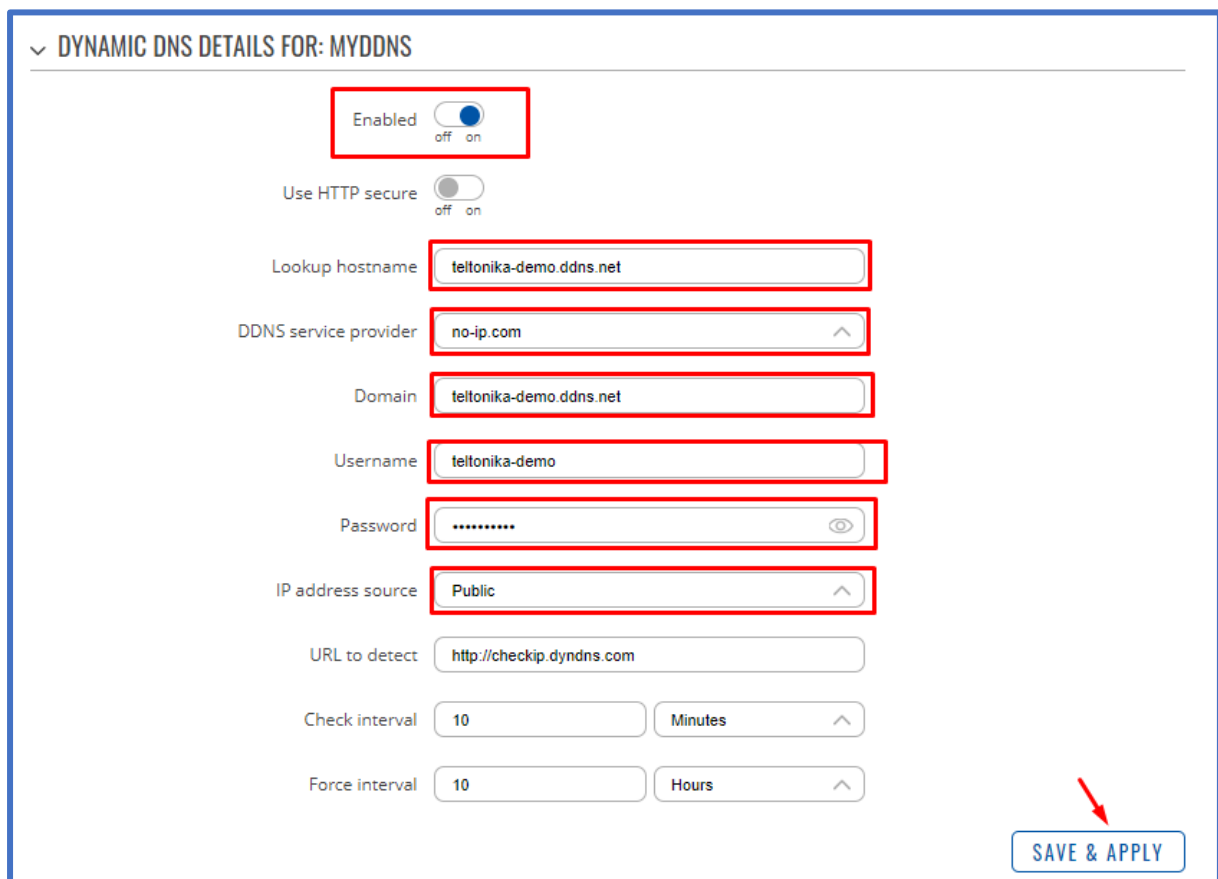 DYNAMIC DNS DETAILS FOR: MYDDNS
Enabled
off on
Use HTTP secure
off on
Lookup hostname teltonika-demo.ddns.net
DDNS service provider no-ip.com
Domain teltonika-demo.ddns.net
Username teltonika-demo
Password ••••••••••
IP address source Public
URL to detect http://checkip.dyndns.com
Check interval 10 Minutes
Force interval 10 Hours
SAVE & APPLY